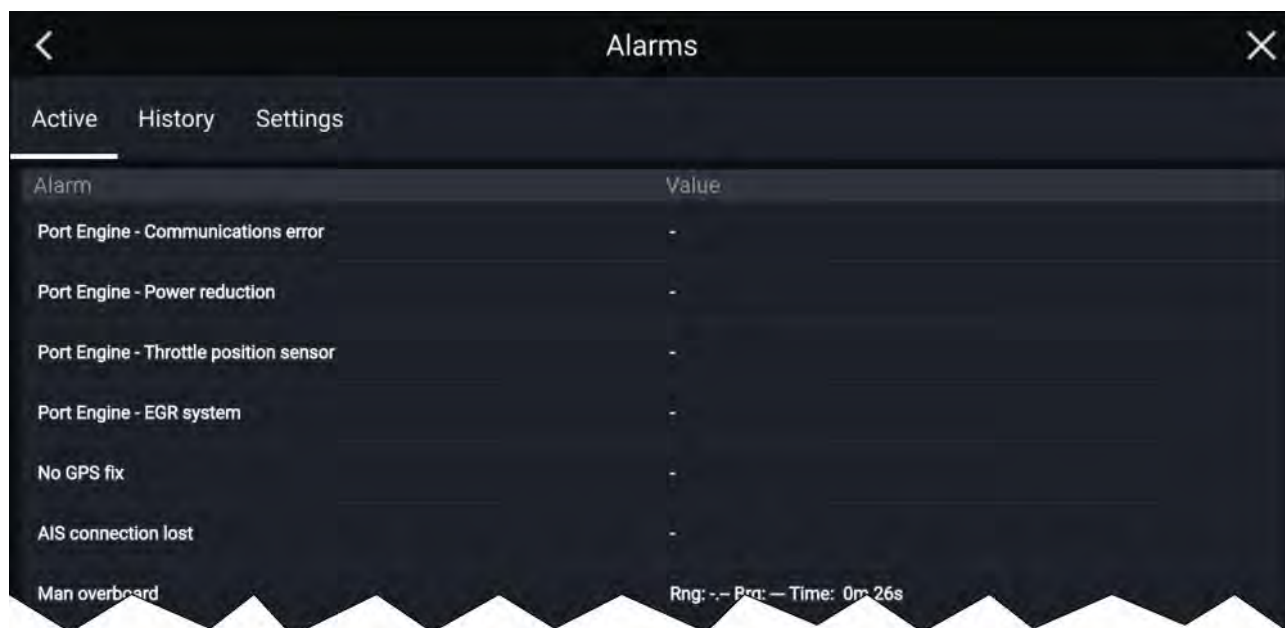 Alarms
Active History Settings
Alarm Value
Port Engine - Communications error -
Port Engine - Power reduction -
Port Engine - Throttle position sensor -
Port Engine - EGR system -
No GPS fix -
AIS connection lost -
Man overboard Rng: -.-- Brg: --- Time: 0m 26s